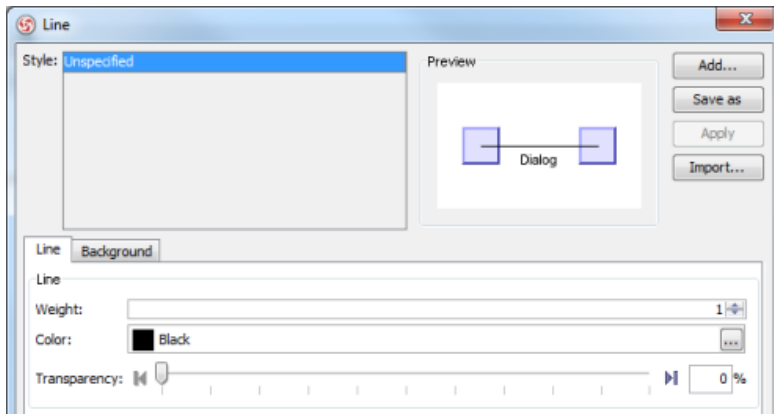 Line
Style: Unspecified
Preview
Dialog
Add...
Save as
Apply
Import...
Line Background
Line
Weight: 1
Color: Black ...
Transparency: 0 %